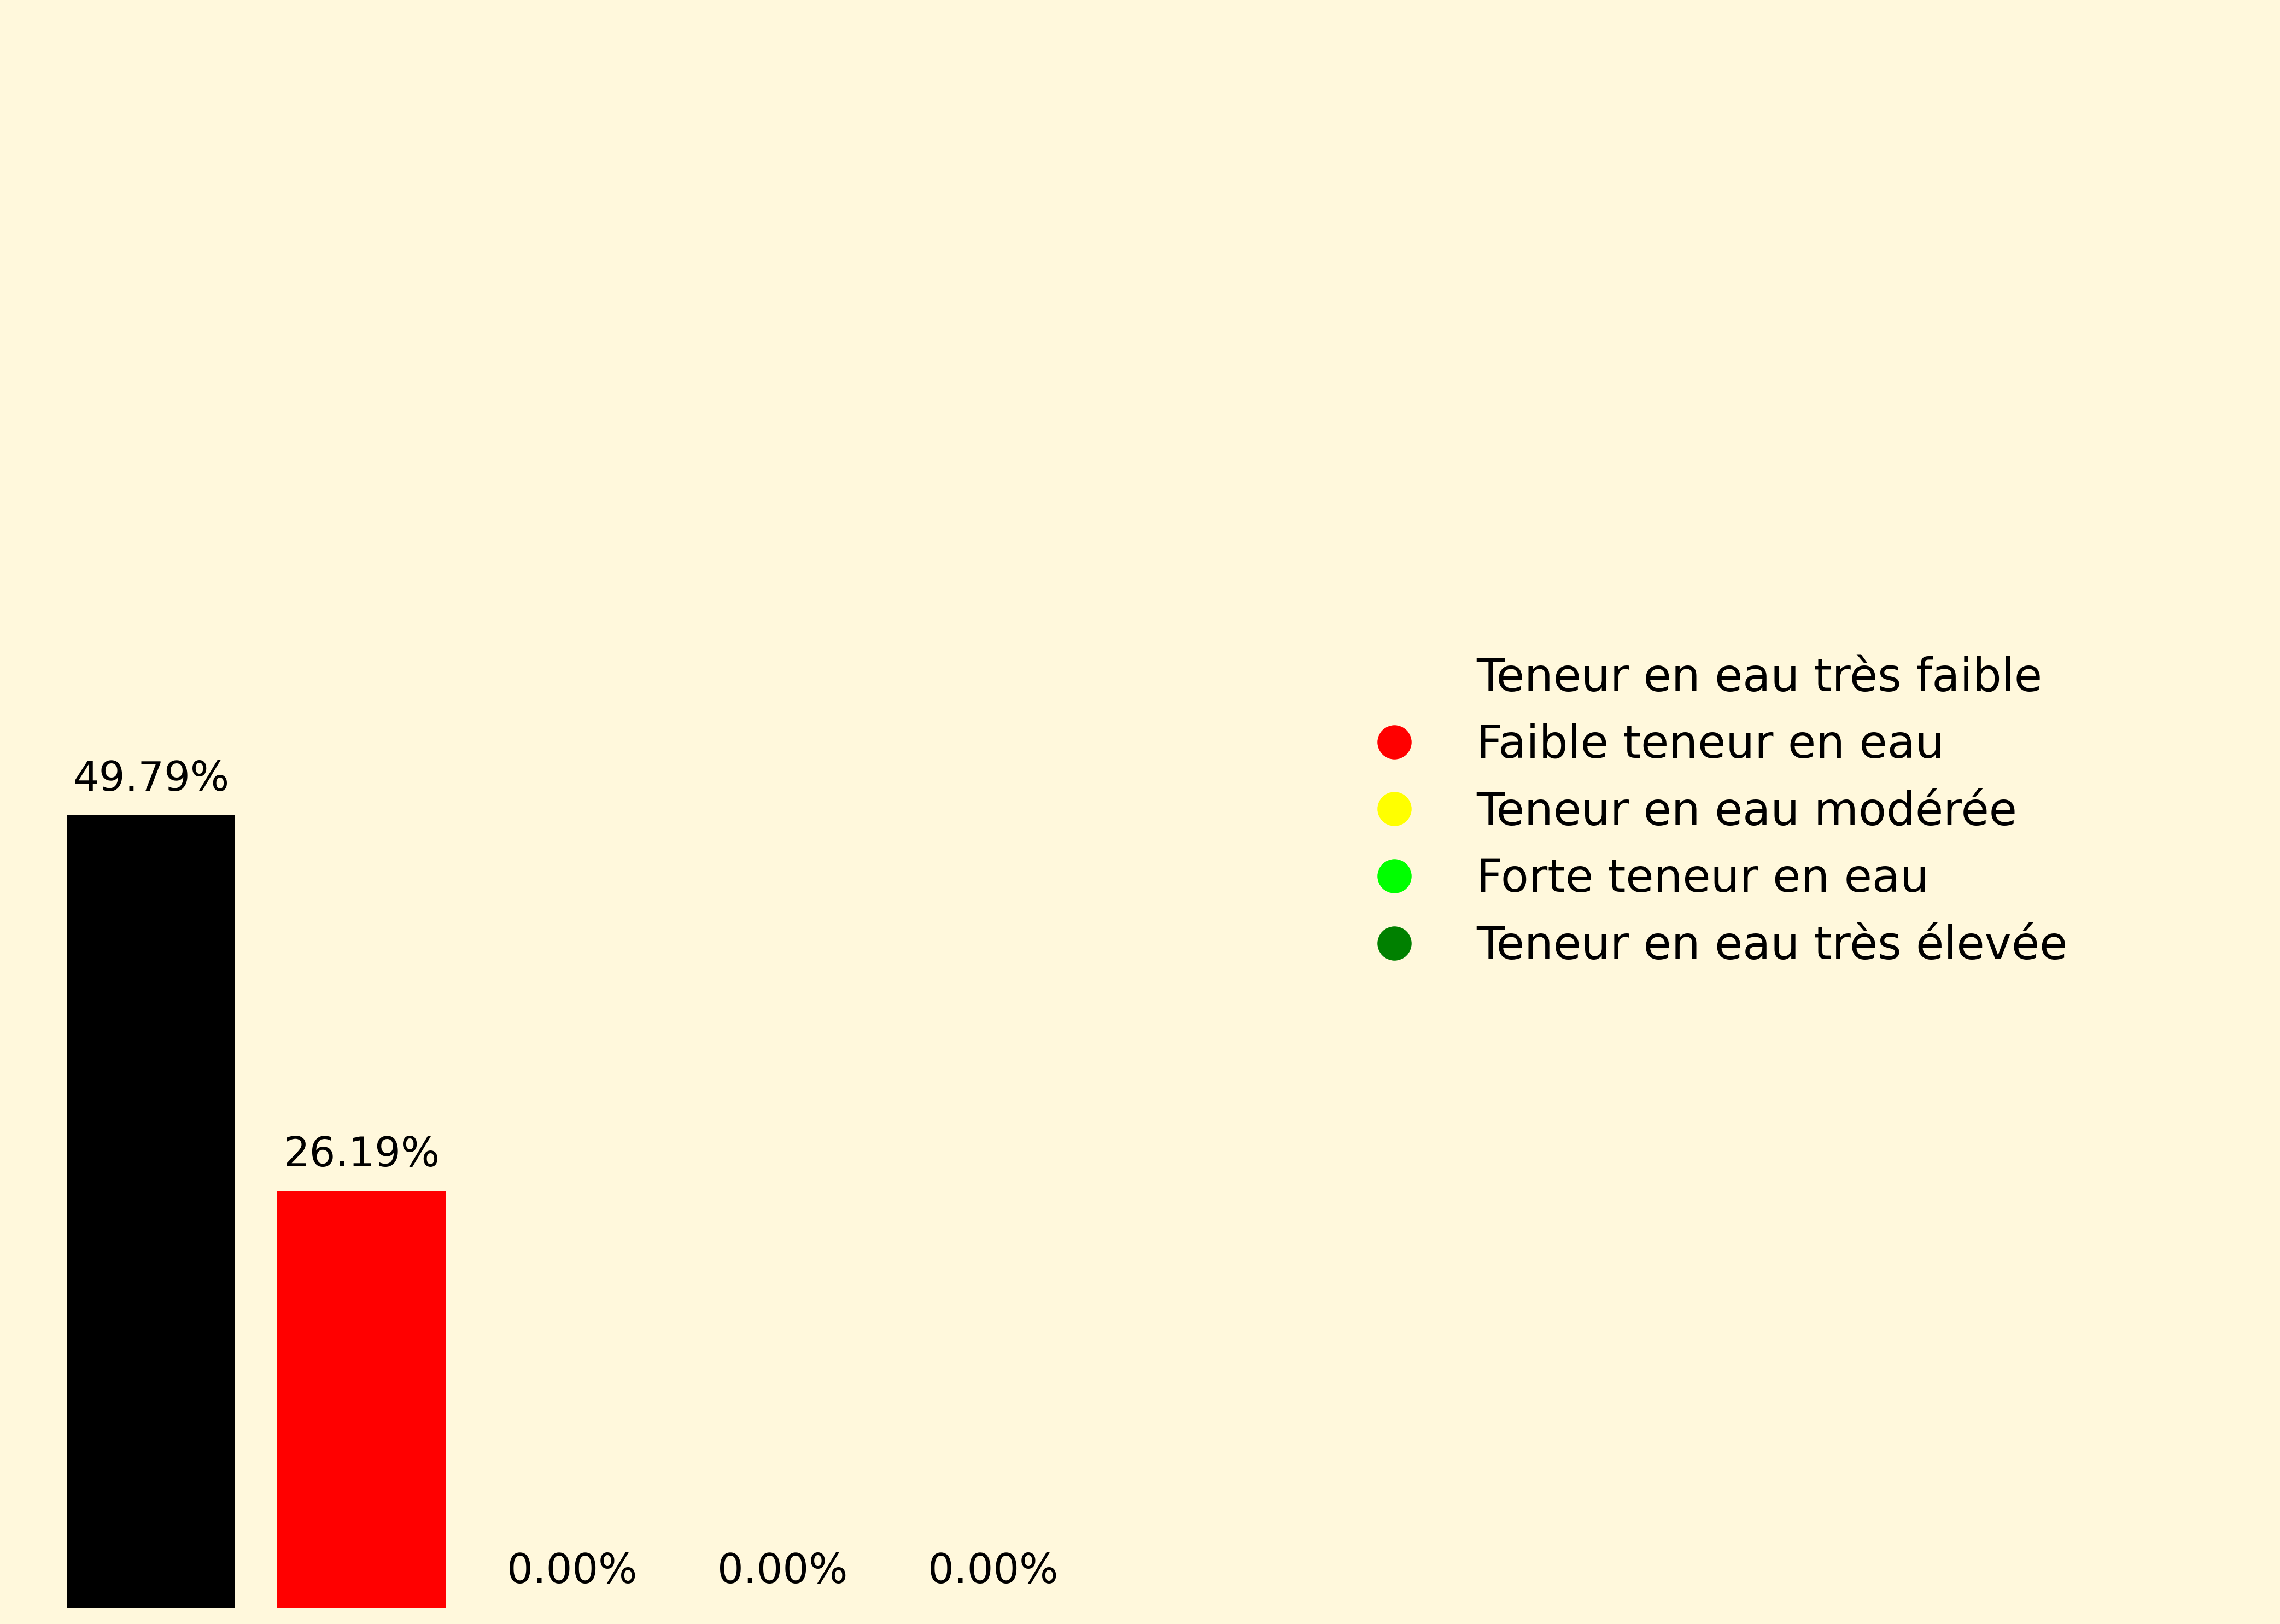 49.79%
26.19%
0.00%
0.00%
0.00%
Teneur en eau très faible
Faible teneur en eau
Teneur en eau modérée
Forte teneur en eau
Teneur en eau très élevée